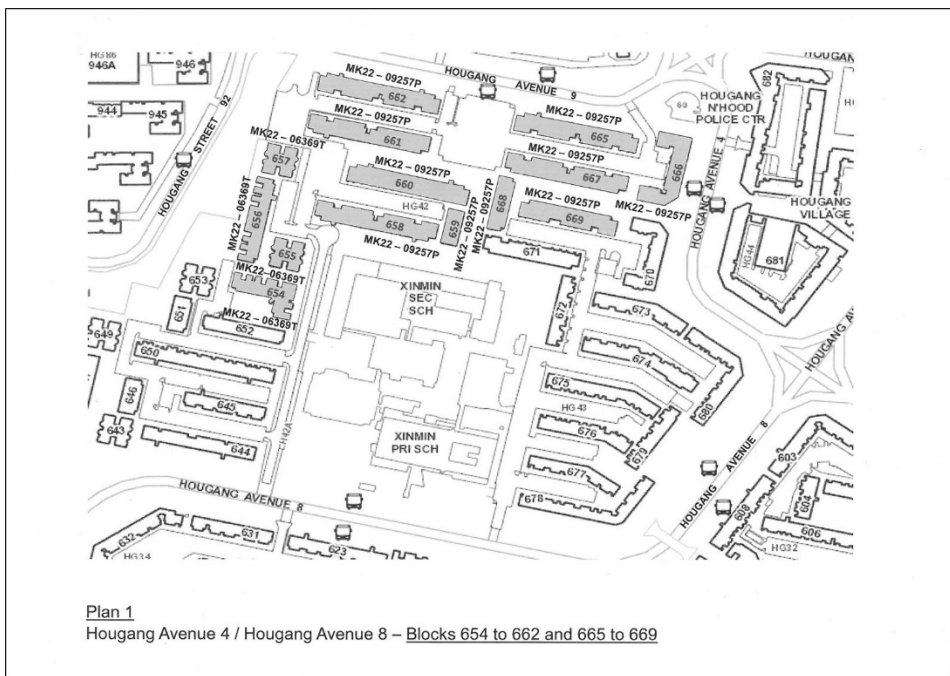 HG86
946A
946
944
945
HOUGANG STREET 92
MK22 – 09257P
662
HOUGANG AVENUE 9
60
HOUGANG
N'HOOD
POLICE CTR
682
MK22 – 09257P
661
MK22 – 09257P
665
MK22 – 06369T
657
MK22 – 09257P
660
MK22 – 09257P
667
666
MK22 – 09257P
HOUGANG AVENUE 4
HOUGANG
VILLAGE
MK22 – 06369T
656
HG42
658
MK22 – 09257P
659
MK22 – 09257P
668
MK22 – 09257P
MK22 – 09257P
669
671
670
HG44
681
655
MK22–06369T
654
MK22 – 06369T
653
651
652
649
650
646
645
643
644
H42A
XINMIN
SEC
SCH
672
673
674
675
HG43
676
680
679
677
678
XINMIN
PRI SCH
HOUGANG AVENUE 8
HOUGANG AVENUE 8
632
HG34
631
623
603
604
608
606
HG32
Plan 1
Hougang Avenue 4 / Hougang Avenue 8 – Blocks 654 to 662 and 665 to 669